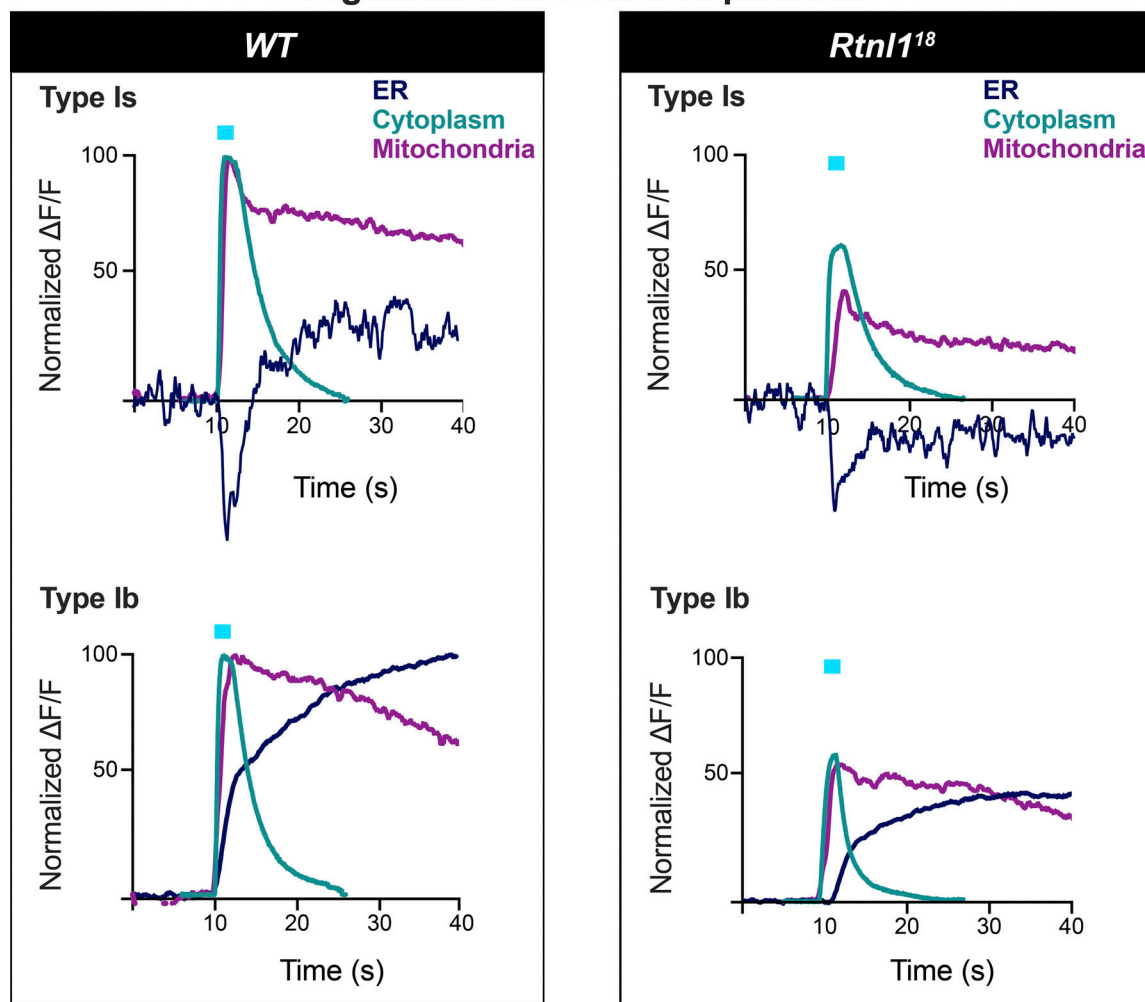 WT
Type Is
ER
Cytoplasm
Mitochondria
Normalized ΔF/F
100
50
10
20
30
40
Time (s)
Type Ib
Normalized ΔF/F
100
50
10
20
30
40
Time (s)
Rtnl1¹⁸
Type Is
ER
Cytoplasm
Mitochondria
Normalized ΔF/F
100
50
10
20
30
40
Time (s)
Type Ib
Normalized ΔF/F
100
50
10
20
30
40
Time (s)